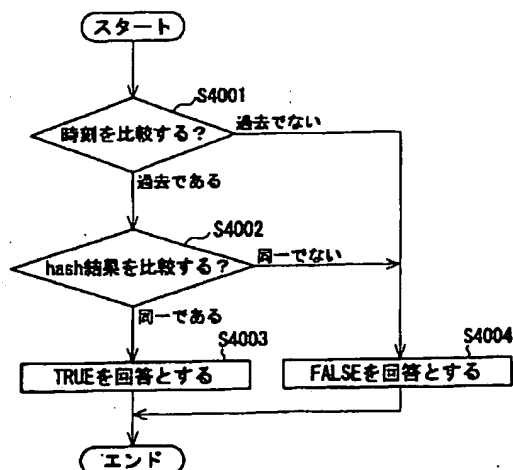 スタート
S4001
時刻を比較する?
過去でない
過去である
S4002
hash結果を比較する?
同一でない
同一である
S4003
TRUEを回答とする
S4004
FALSEを回答とする
エンド